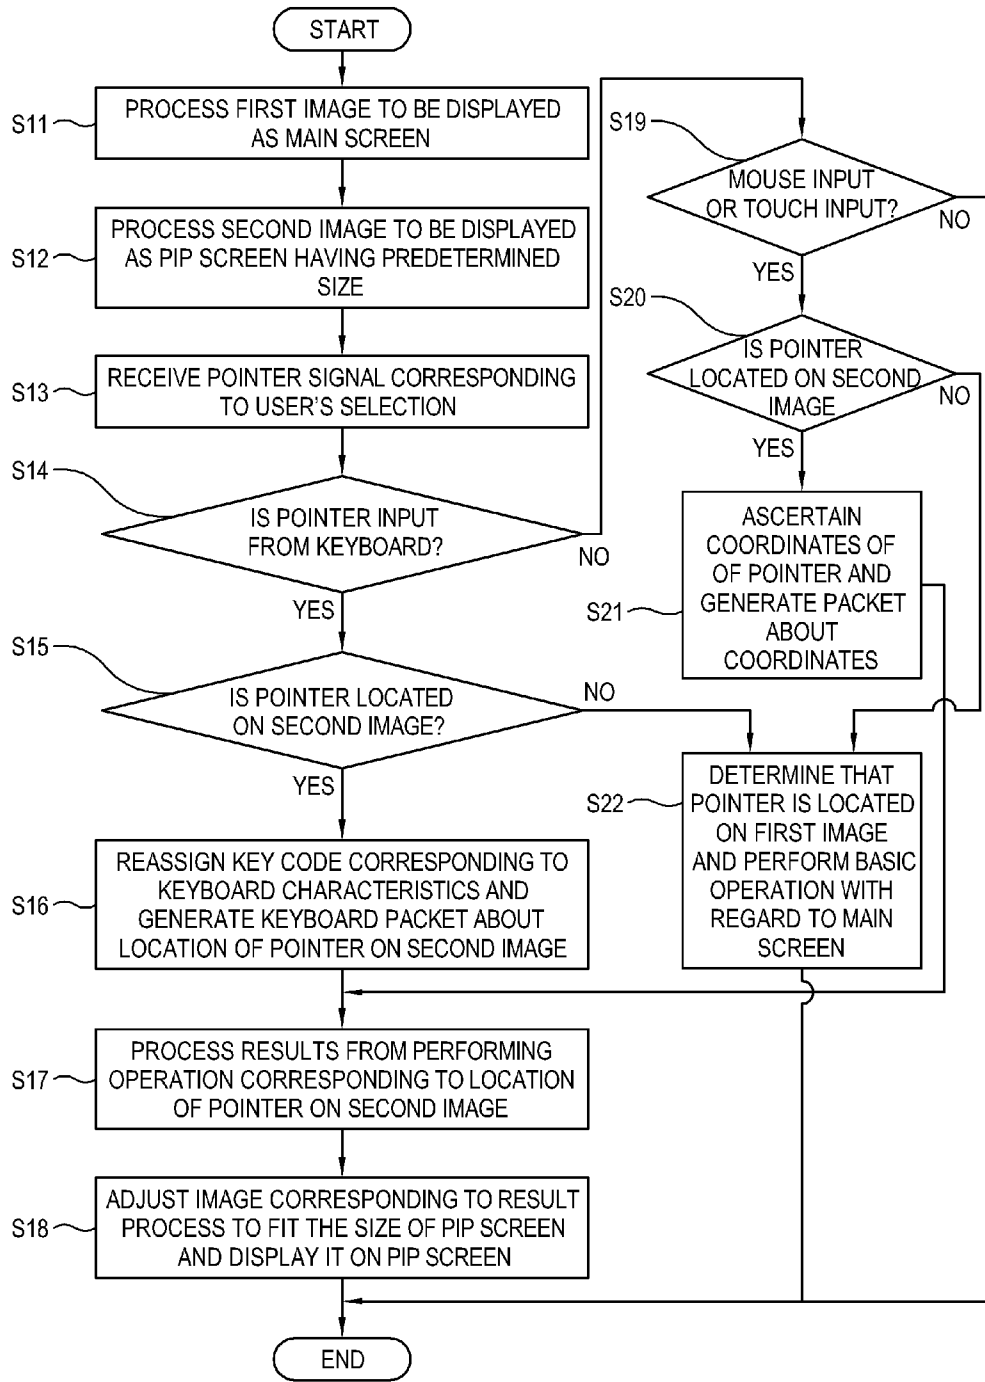 START
S11
PROCESS FIRST IMAGE TO BE DISPLAYED
AS MAIN SCREEN
S12
PROCESS SECOND IMAGE TO BE DISPLAYED
AS PIP SCREEN HAVING PREDETERMINED
SIZE
S13
RECEIVE POINTER SIGNAL CORRESPONDING
TO USER'S SELECTION
S14
IS POINTER INPUT
FROM KEYBOARD?
NO
YES
S15
IS POINTER LOCATED
ON SECOND IMAGE?
NO
YES
S16
REASSIGN KEY CODE CORRESPONDING TO
KEYBOARD CHARACTERISTICS AND
GENERATE KEYBOARD PACKET ABOUT
LOCATION OF POINTER ON SECOND IMAGE
S17
PROCESS RESULTS FROM PERFORMING
OPERATION CORRESPONDING TO LOCATION
OF POINTER ON SECOND IMAGE
S18
ADJUST IMAGE CORRESPONDING TO RESULT
PROCESS TO FIT THE SIZE OF PIP SCREEN
AND DISPLAY IT ON PIP SCREEN
END
S19
MOUSE INPUT
OR TOUCH INPUT?
NO
YES
S20
IS POINTER
LOCATED ON SECOND
IMAGE
NO
YES
S21
ASCERTAIN
COORDINATES OF
OF POINTER AND
GENERATE PACKET
ABOUT
COORDINATES
S22
DETERMINE THAT
POINTER IS LOCATED
ON FIRST IMAGE
AND PERFORM BASIC
OPERATION WITH
REGARD TO MAIN
SCREEN